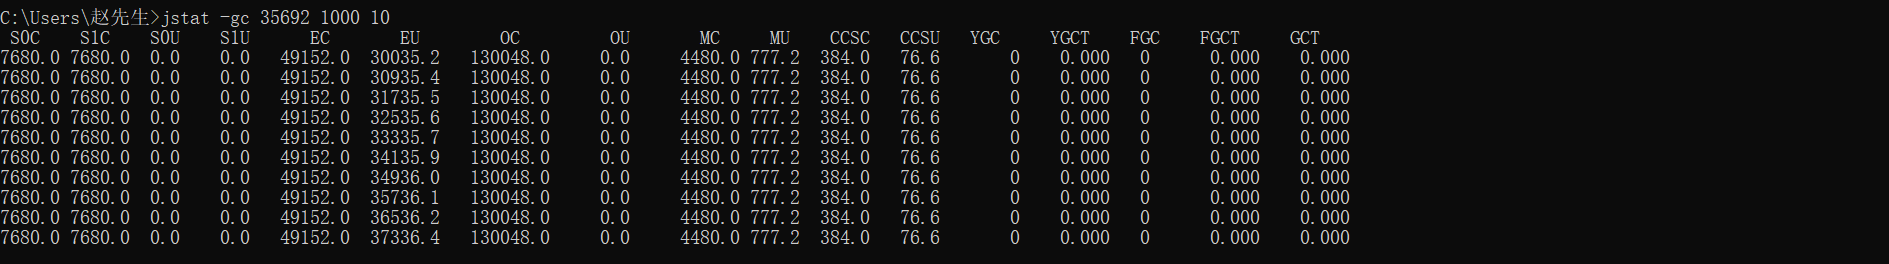 C:\Users\赵先生>jstat -gc 35692 1000 10
S0C S1C S0U S1U EC EU OC OU MC MU CCSC CCSU YGC YGCT FGC FGCT GCT
7680.0 7680.0 0.0 0.0 49152.0 30035.2 130048.0 0.0 4480.0 777.2 384.0 76.6 0 0.000 0 0.000 0.000
7680.0 7680.0 0.0 0.0 49152.0 30935.4 130048.0 0.0 4480.0 777.2 384.0 76.6 0 0.000 0 0.000 0.000
7680.0 7680.0 0.0 0.0 49152.0 31735.5 130048.0 0.0 4480.0 777.2 384.0 76.6 0 0.000 0 0.000 0.000
7680.0 7680.0 0.0 0.0 49152.0 32535.6 130048.0 0.0 4480.0 777.2 384.0 76.6 0 0.000 0 0.000 0.000
7680.0 7680.0 0.0 0.0 49152.0 33335.7 130048.0 0.0 4480.0 777.2 384.0 76.6 0 0.000 0 0.000 0.000
7680.0 7680.0 0.0 0.0 49152.0 34135.9 130048.0 0.0 4480.0 777.2 384.0 76.6 0 0.000 0 0.000 0.000
7680.0 7680.0 0.0 0.0 49152.0 34936.0 130048.0 0.0 4480.0 777.2 384.0 76.6 0 0.000 0 0.000 0.000
7680.0 7680.0 0.0 0.0 49152.0 35736.1 130048.0 0.0 4480.0 777.2 384.0 76.6 0 0.000 0 0.000 0.000
7680.0 7680.0 0.0 0.0 49152.0 36536.2 130048.0 0.0 4480.0 777.2 384.0 76.6 0 0.000 0 0.000 0.000
7680.0 7680.0 0.0 0.0 49152.0 37336.4 130048.0 0.0 4480.0 777.2 384.0 76.6 0 0.000 0 0.000 0.000